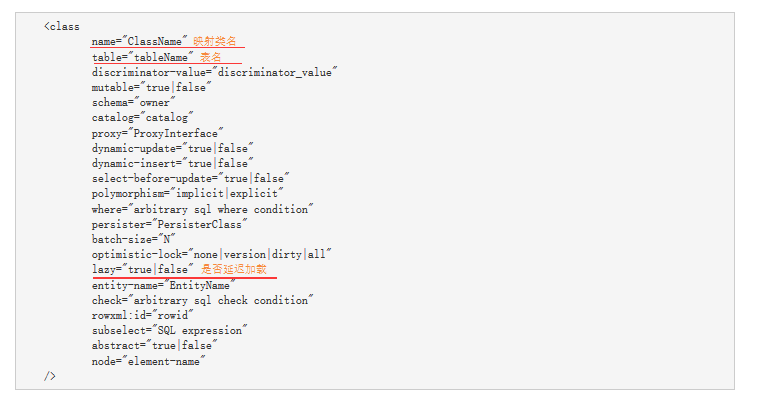 <class
name="ClassName" 映射类名
table="tableName" 表名
discriminator-value="discriminator_value"
mutable="true|false"
schema="owner"
catalog="catalog"
proxy="ProxyInterface"
dynamic-update="true|false"
dynamic-insert="true|false"
select-before-update="true|false"
polymorphism="implicit|explicit"
where="arbitrary sql where condition"
persister="PersisterClass"
batch-size="N"
optimistic-lock="none|version|dirty|all"
lazy="true|false" 是否延迟加载
entity-name="EntityName"
check="arbitrary sql check condition"
rowxml:id="rowid"
subselect="SQL expression"
abstract="true|false"
node="element-name"
/>